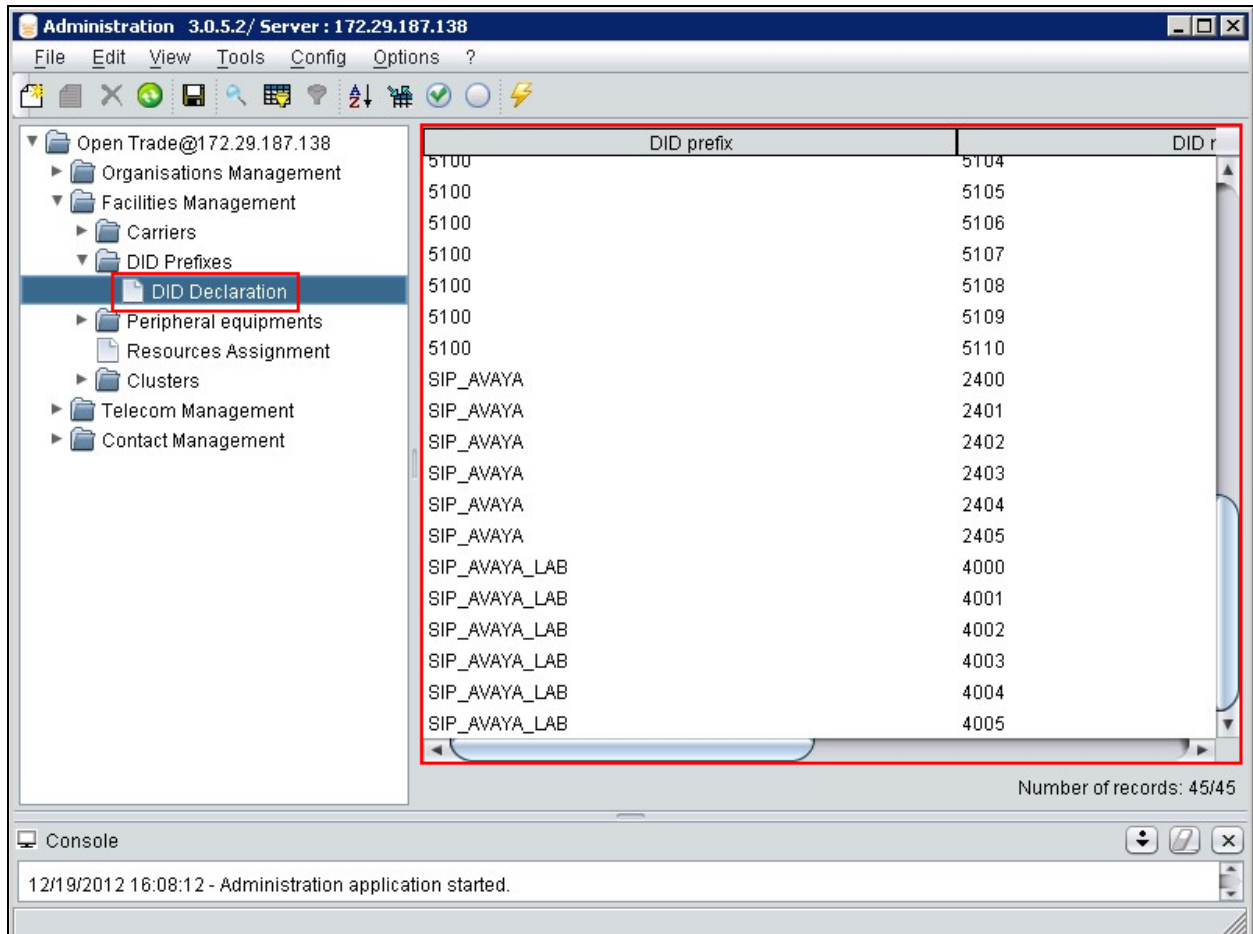 Administration 3.0.5.2/ Server : 172.29.187.138
File Edit View Tools Config Options ?
Open Trade@172.29.187.138
Organisations Management
Facilities Management
Carriers
DID Prefixes
DID Declaration
Peripheral equipments
Resources Assignment
Clusters
Telecom Management
Contact Management
DID prefix DID r
5100 5104
5100 5105
5100 5106
5100 5107
5100 5108
5100 5109
5100 5110
SIP_AVAYA 2400
SIP_AVAYA 2401
SIP_AVAYA 2402
SIP_AVAYA 2403
SIP_AVAYA 2404
SIP_AVAYA 2405
SIP_AVAYA_LAB 4000
SIP_AVAYA_LAB 4001
SIP_AVAYA_LAB 4002
SIP_AVAYA_LAB 4003
SIP_AVAYA_LAB 4004
SIP_AVAYA_LAB 4005
Number of records: 45/45
Console
12/19/2012 16:08:12 - Administration application started.